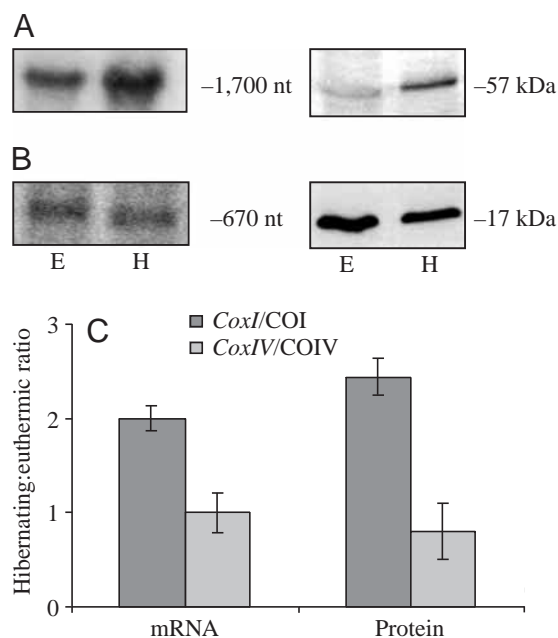 A
–1,700 nt
–57 kDa
B
–670 nt
–17 kDa
E H
E H
C
CoxI/COI
CoxIV/COIV
Hibernating:euthermic ratio
3
2
1
0
mRNA
Protein